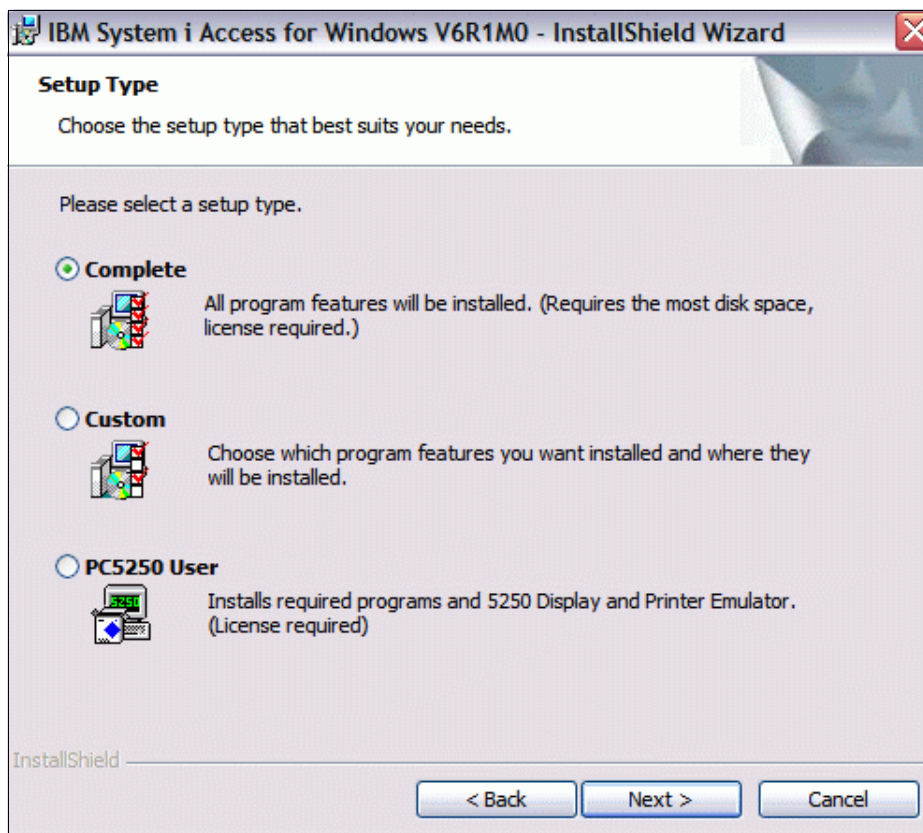 IBM System i Access for Windows V6R1M0 - InstallShield Wizard
Setup Type
Choose the setup type that best suits your needs.
Please select a setup type.
Complete
All program features will be installed. (Requires the most disk space,
license required.)
Custom
Choose which program features you want installed and where they
will be installed.
PC5250 User
5250
Installs required programs and 5250 Display and Printer Emulator.
(License required)
InstallShield
< Back
Next >
Cancel